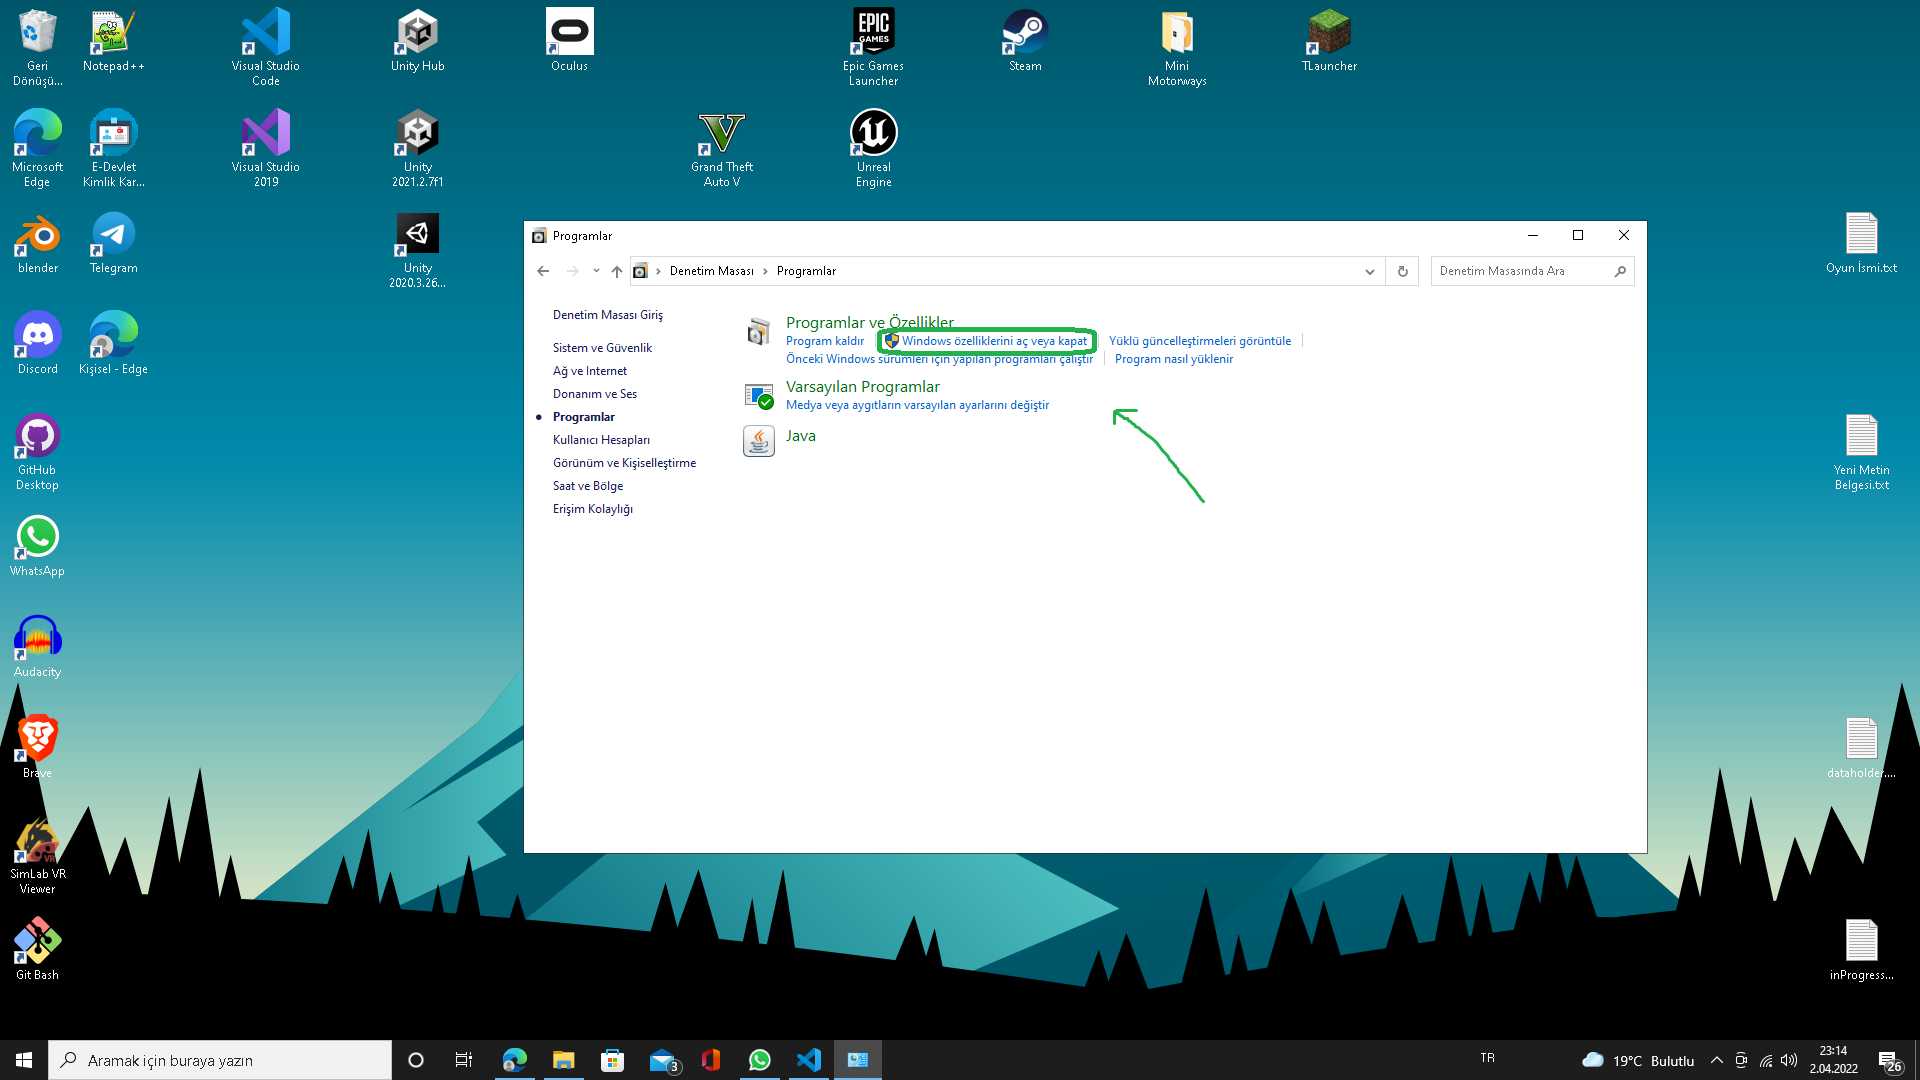 Geri
Dönüşü...
Notepad++
Visual Studio
Code
Unity Hub
Oculus
EPIC
GAMES
Epic Games
Launcher
Steam
Mini
Motorways
TLauncher
Microsoft
Edge
E-Devlet
Kimlik Kar...
Visual Studio
2019
Unity
2021.2.7f1
Grand Theft
Auto V
Unreal
Engine
blender
Telegram
Unity
2020.3.26...
Oyun İsmi.txt
Discord
Kişisel - Edge
GitHub
Desktop
Yeni Metin
Belgesi.txt
WhatsApp
Audacity
Brave
dataholder....
VR
SimLab VR
Viewer
Git Bash
inProgress...
Programlar
Denetim Masası
Programlar
Denetim Masasında Ara
Denetim Masası Giriş
Sistem ve Güvenlik
Ağ ve Internet
Donanım ve Ses
Programlar
Kullanıcı Hesapları
Görünüm ve Kişiselleştirme
Saat ve Bölge
Erişim Kolaylığı
Programlar ve Özellikler
Program kaldır
Windows özelliklerini aç veya kapat
Yüklü güncelleştirmeleri görüntüle
Önceki Windows sürümleri için yapılan programları çalıştır
Program nasıl yüklenir
Varsayılan Programlar
Medya veya aygıtların varsayılan ayarlarını değiştir
Java
Aramak için buraya yazın
3
TR
19°C Bulutlu
23:14
2.04.2022
26